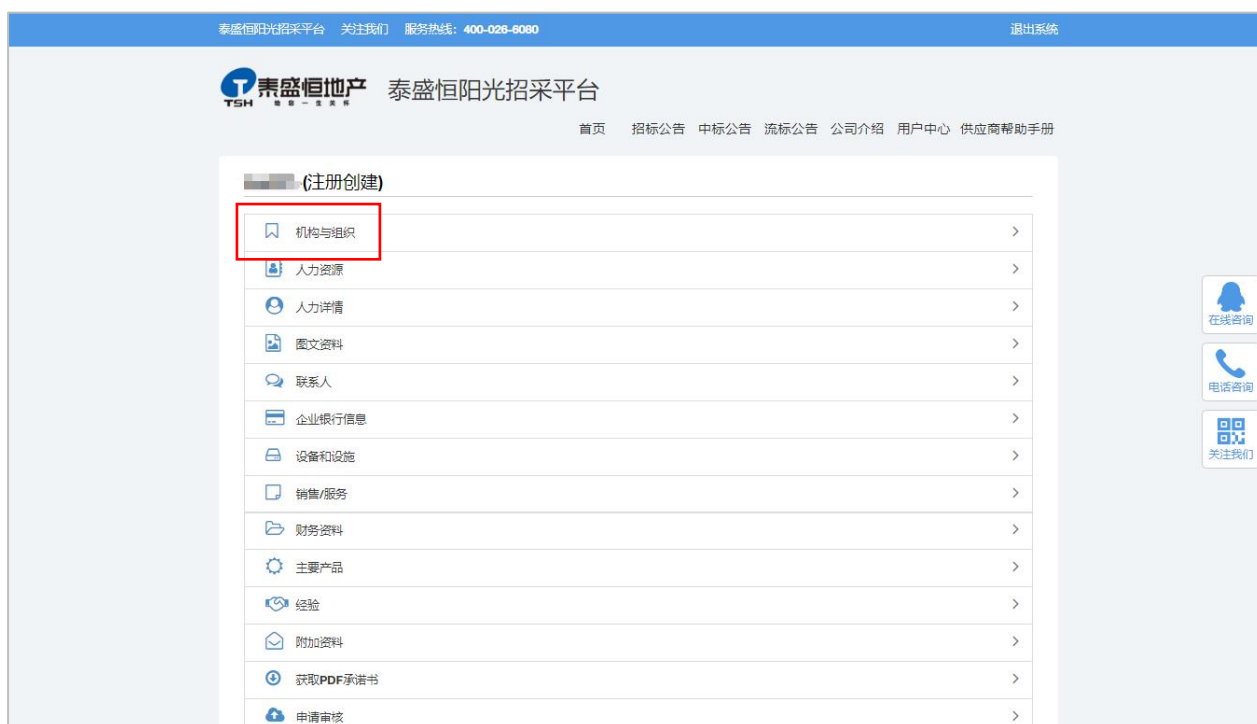 泰盛恒阳光招采平台 关注我们 服务热线：400-026-6080 退出系统
泰盛恒地产 泰盛恒阳光招采平台
TSH
首页 招标公告 中标公告 流标公告 公司介绍 用户中心 供应商帮助手册
(注册创建)
机构与组织
人力资源
人力详情
图文资料
联系人
企业银行信息
设备和设施
销售/服务
财务资料
主要产品
经验
附加资料
获取PDF承诺书
申请审核
在线咨询
电话咨询
关注我们